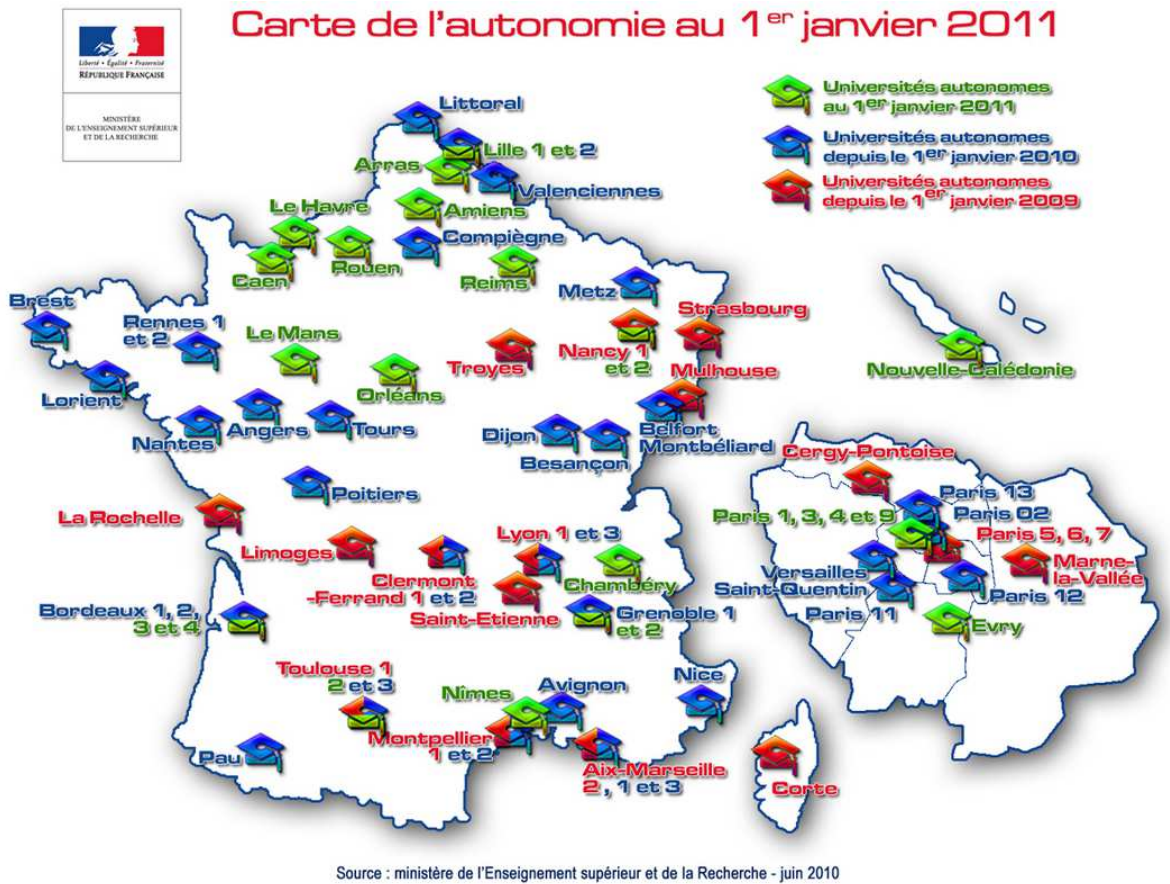 Carte de l'autonomie au 1er janvier 2011
Liberté • Égalité • Fraternité
RÉPUBLIQUE FRANÇAISE
MINISTÈRE
DE L'ENSEIGNEMENT SUPÉRIEUR
ET DE LA RECHERCHE
Universités autonomes
au 1er janvier 2011
Universités autonomes
depuis le 1er janvier 2010
Universités autonomes
depuis le 1er janvier 2009
Littoral
Lille 1 et 2
Arras
Valenciennes
Amiens
Le Havre
Compiègne
Rouen
Caen
Reims
Metz
Strasbourg
Brest
Rennes 1
et 2
Le Mans
Troyes
Nancy 1
et 2
Mulhouse
Nouvelle-Calédonie
Lorient
Orléans
Nantes
Angers
Tours
Dijon
Besançon
Belfort
Montbéliard
Poitiers
Cergy-Pontoise
Paris 13
Paris 02
Paris 1, 3, 4 et 9
Paris 5, 6, 7
Marne-
la-Vallée
Versailles
Saint-Quentin
Paris 11
Paris 12
Evry
La Rochelle
Limoges
Lyon 1 et 3
Clermont
-Ferrand 1 et 2
Chambéry
Saint-Etienne
Bordeaux 1, 2,
3 et 4
Grenoble 1
et 2
Toulouse 1
2 et 3
Nîmes
Avignon
Nice
Montpellier
1 et 2
Pau
Aix-Marseille
2 , 1 et 3
Corte
Source : ministère de l'Enseignement supérieur et de la Recherche - juin 2010